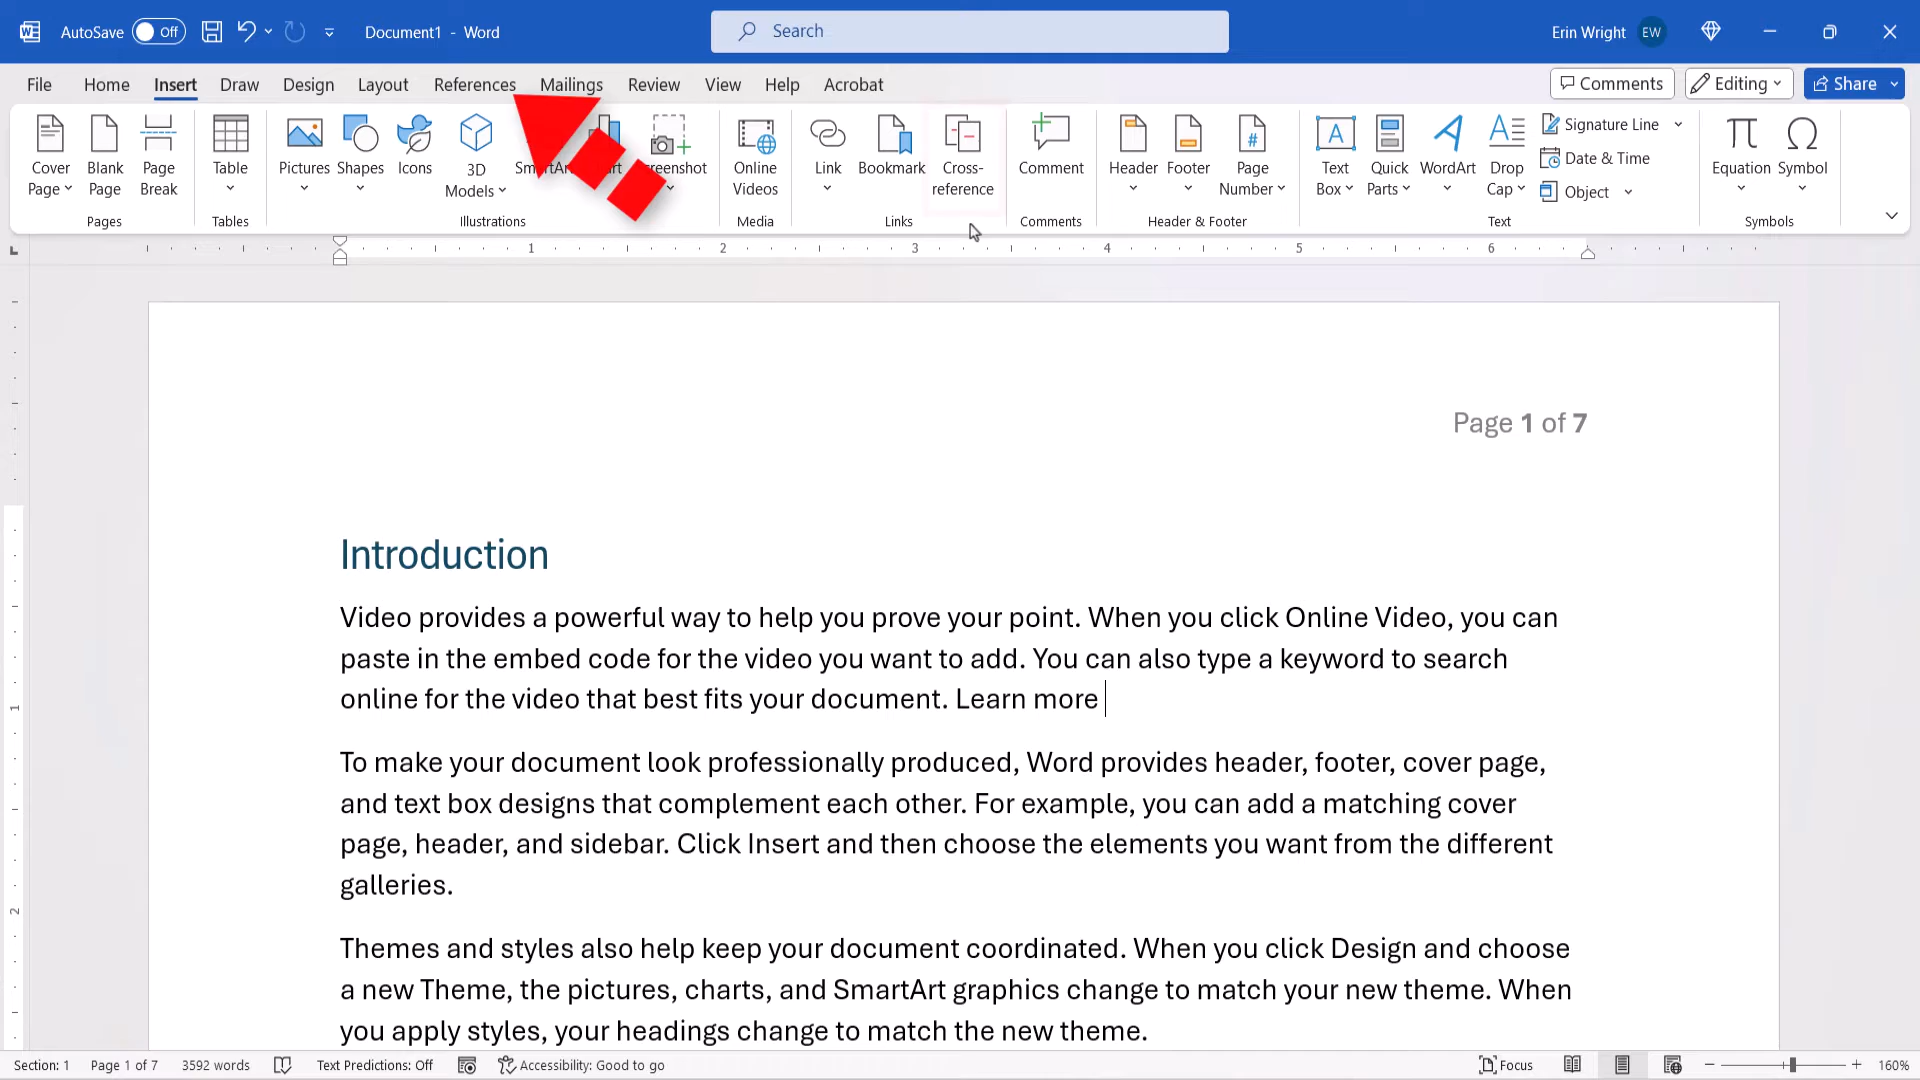 AutoSave Off Document1 - Word Search Erin Wright EW
File Home Insert Draw Design Layout References Mailings Review View Help Acrobat Comments Editing Share
Cover Page
Blank Page
Page Break
Pages
Table
Tables
Pictures
Shapes
Icons
3D Models
Illustrations
Online Videos
Media
Link
Bookmark
Cross-
reference
Links
Comment
Comments
Header
Footer
Page Number
Header & Footer
Text Box
Quick Parts
WordArt
Drop Cap
Signature Line
Date & Time
Object
Text
Equation
Symbol
Symbols
1 2 3 4 5 6
Page 1 of 7
Introduction
Video provides a powerful way to help you prove your point. When you click Online Video, you can
paste in the embed code for the video you want to add. You can also type a keyword to search
online for the video that best fits your document. Learn more
To make your document look professionally produced, Word provides header, footer, cover page,
and text box designs that complement each other. For example, you can add a matching cover
page, header, and sidebar. Click Insert and then choose the elements you want from the different
galleries.
Themes and styles also help keep your document coordinated. When you click Design and choose
a new Theme, the pictures, charts, and SmartArt graphics change to match your new theme. When
you apply styles, your headings change to match the new theme.
1
2
Section: 1 Page 1 of 7 3592 words Text Predictions: Off Accessibility: Good to go Focus 160%